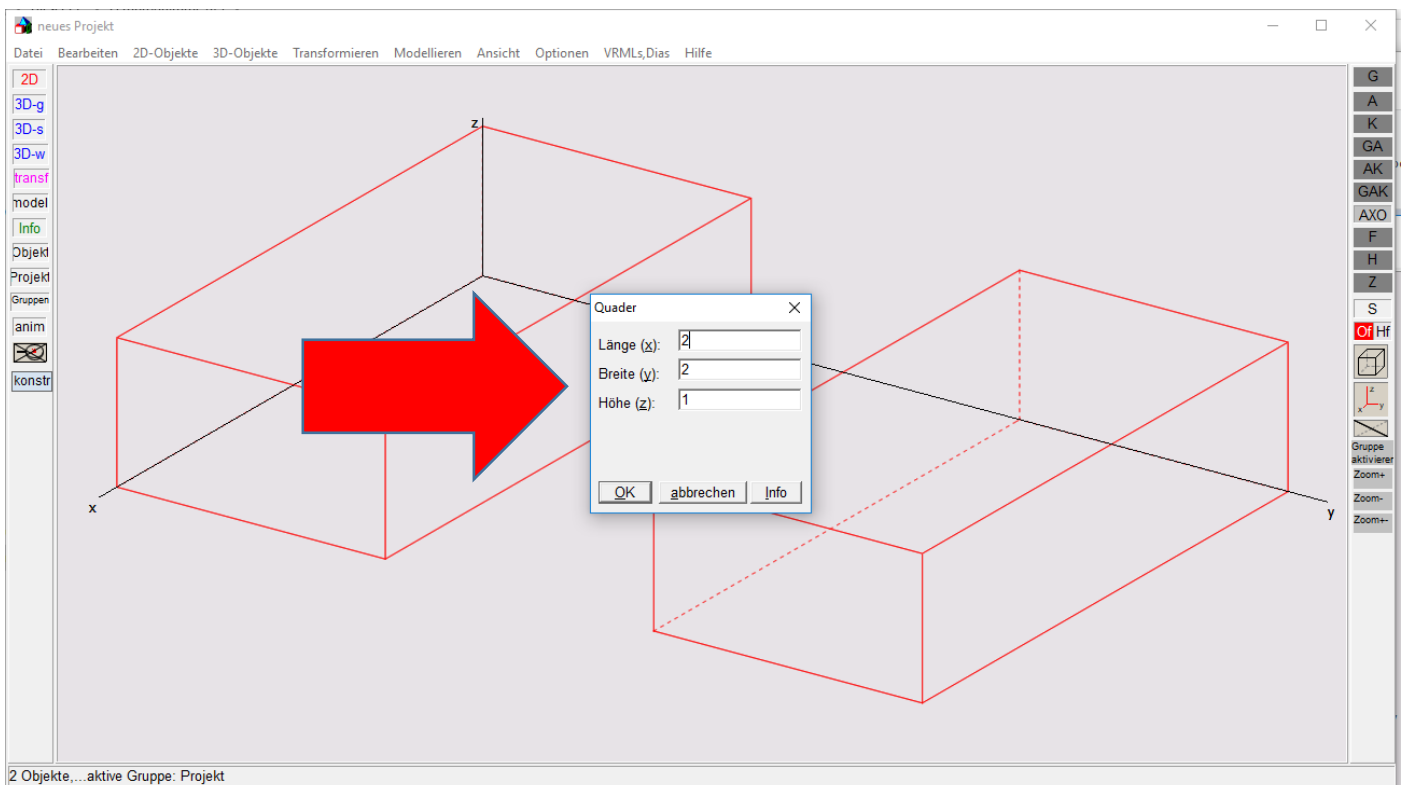 neues Projekt
Datei Bearbeiten 2D-Objekte 3D-Objekte Transformieren Modellieren Ansicht Optionen VRMLs,Dias Hilfe
2D
3D-g
3D-s
3D-w
transf
model
Info
Objekt
Projekt
Gruppen
anim
konstr
z
x
y
Quader
Länge (x): 2
Breite (y): 2
Höhe (z): 1
OK abbrechen Info
G
A
K
GA
AK
GAK
AXO
F
H
Z
S
Of Hf
z
x y
Gruppe
aktivierer
Zoom+
Zoom-
Zoom+-
2 Objekte,...aktive Gruppe: Projekt